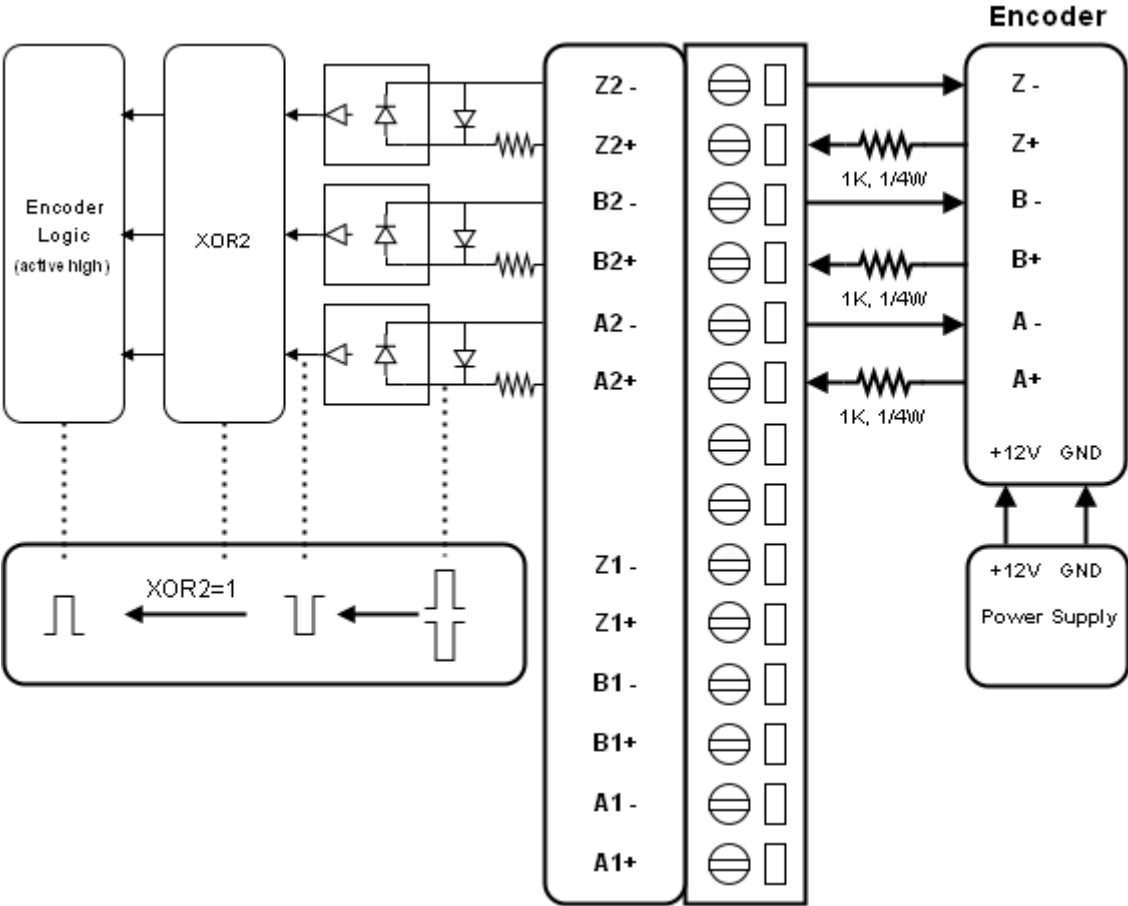 Encoder
Z2 -
Z -
Z2+
Z+
1K, 1/4W
B2 -
B -
Encoder
Logic
(active high)
XOR2
B2+
B+
1K, 1/4W
A2 -
A -
A2+
A+
1K, 1/4W
+12V GND
Z1 -
+12V GND
XOR2=1
Z1+
Power Supply
B1 -
B1+
A1 -
A1+